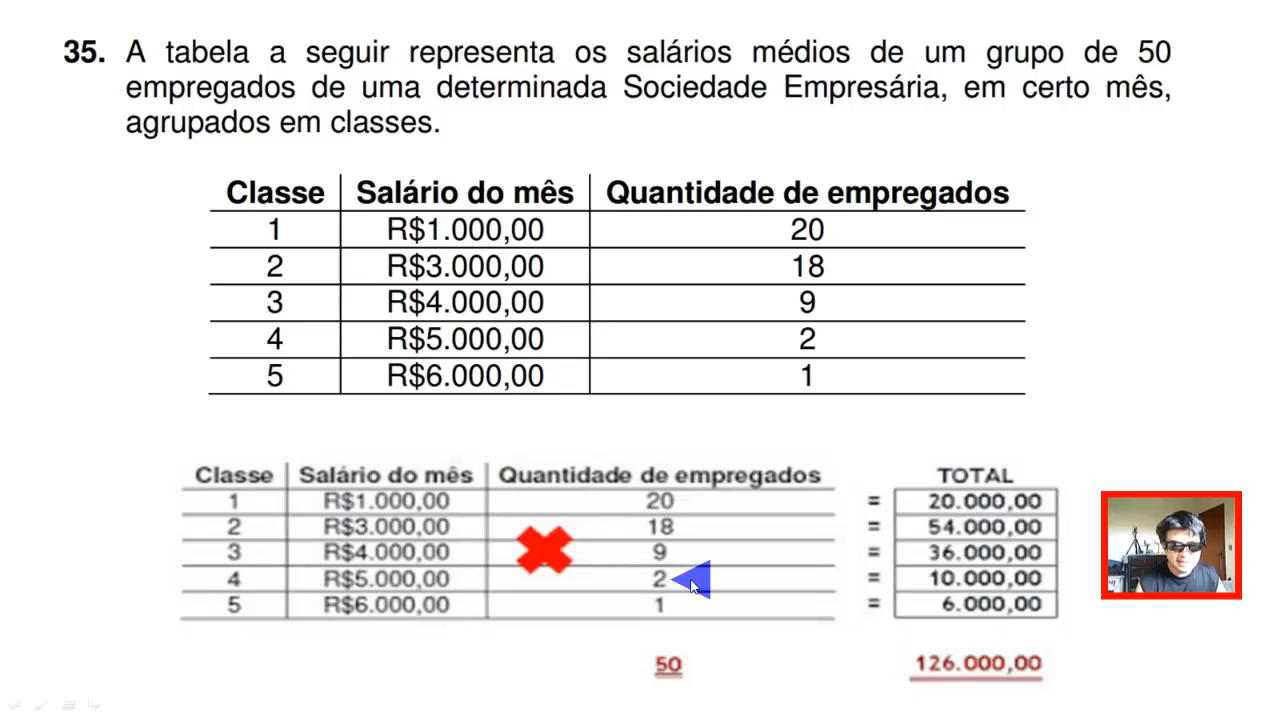 35. A tabela a seguir representa os salários médios de um grupo de 50
empregados de uma determinada Sociedade Empresária, em certo mês,
agrupados em classes.
Classe Salário do mês Quantidade de empregados
1 R$1.000,00 20
2 R$3.000,00 18
3 R$4.000,00 9
4 R$5.000,00 2
5 R$6.000,00 1
Classe Salário do mês Quantidade de empregados TOTAL
1 R$1.000,00 20 = 20.000,00
2 R$3.000,00 18 = 54.000,00
3 R$4.000,00 9 = 36.000,00
4 R$5.000,00 2 = 10.000,00
5 R$6.000,00 1 = 6.000,00
50 126.000,00